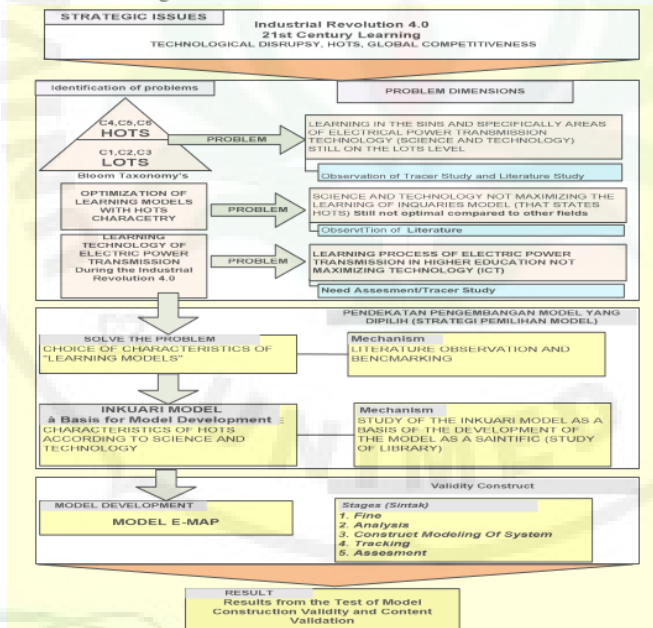 STRATEGIC ISSUES
Industrial Revolution 4.0
21st Century Learning
TECHNOLOGICAL DISRUPSY, HOTS, GLOBAL COMPETITIVENESS
Identification of problems
PROBLEM DIMENSIONS
C4,C5,C6
HOTS
C1,C2,C3
LOTS
Bloom Taxonomy's
PROBLEM
LEARNING IN THE SINS AND SPECIFICALLY AREAS
OF ELECTRICAL POWER TRANSMISSION
TECHNOLOGY (SCIENCE AND TECHNOLOGY)
STILL ON THE LOTS LEVEL
Observation of Tracer Study and Literature Study
OPTIMIZATION OF
LEARNING MODELS
WITH HOTS
CHARACETRY
PROBLEM
SCIENCE AND TECHNOLOGY NOT MAXIMIZING THE
LEARNING OF INQUARIES MODEL (THAT STATES
HOTS) Still not optimal compared to other fields
ObservtTion of Literature
LEARNING
TECHNOLOGY OF
ELECTRIC POWER
TRANSMISSION
During the Industrial
Revolution 4.0
PROBLEM
LEARNING PROCESS OF ELECTRIC POWER
TRANSMISSION IN HIGHER EDUCATION NOT
MAXIMIZING TECHNOLOGY (ICT)
Need Assesment/Tracer Study
PENDEKATAN PENGEMBANGAN MODEL YANG
DIPILIH (STRATEGI PEMILIHAN MODEL)
SOLVE THE PROBLEM
CHOICE OF CHARACTERISTICS OF
"LEARNING MODELS"
Mechanism
LITERATURE OBSERVATION AND
BENCMARKING
INKUARI MODEL
à Basis for Model Development
CHARACTERISTICS OF HOTS
ACCORDING TO SCIENCE AND
TECHNOLOGY
Mechanism
STUDY OF THE INKUARI MODEL AS A
BASIS OF THE DEVELOPMENT OF
THE MODEL AS A SAINTIFIC (STUDY
OF LIBRARY)
Validity Construct
MODEL DEVELOPMENT
MODEL E-MAP
Stages (Sintak)
1. Fine
2. Analysis
3. Construct Modeling Of System
4. Tracking
5. Assesment
RESULT
Results from the Test of Model
Construction Validity and Content
Validation